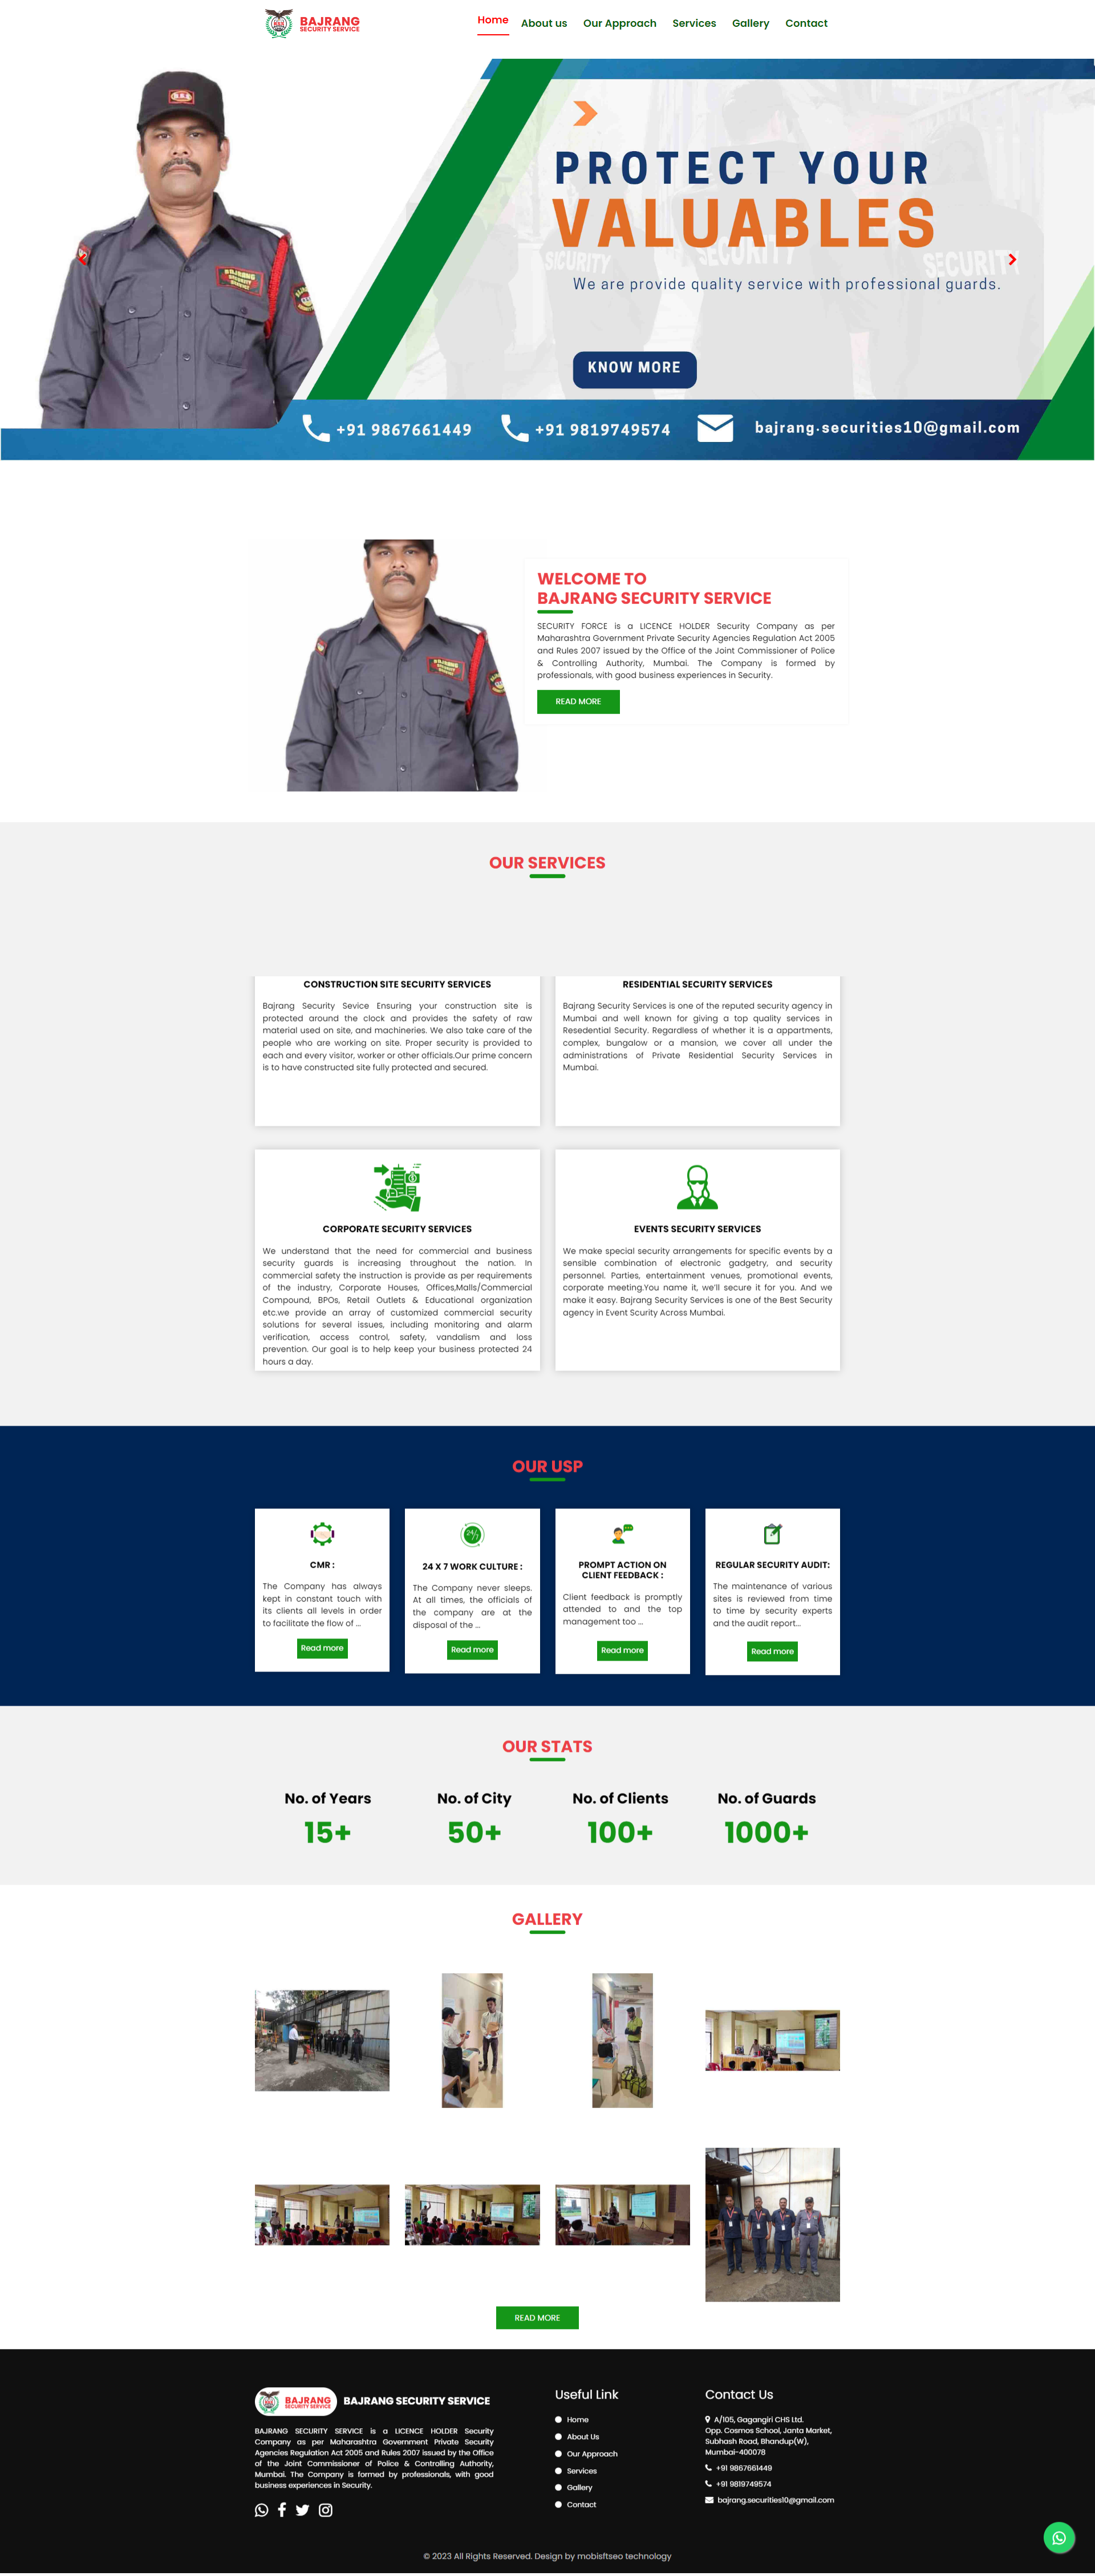 BAJRANG
SECURITY SERVICE
Home
About us
Our Approach
Services
Gallery
Contact
PROTECT YOUR
VALUABLES
SECURITY
SECURITY
We are provide quality service with professional guards.
BAJRANG
SECURITY
SERVICE
KNOW MORE
+91 9867661449
+91 9819749574
bajrang.securities10@gmail.com
WELCOME TO
BAJRANG SECURITY SERVICE
SECURITY FORCE is a LICENCE HOLDER Security Company as per
Maharashtra Government Private Security Agencies Regulation Act 2005
and Rules 2007 issued by the Office of the Joint Commissioner of Police
& Controlling Authority, Mumbai. The Company is formed by
professionals, with good business experiences in Security.
READ MORE
OUR SERVICES
CONSTRUCTION SITE SECURITY SERVICES
Bajrang Security Sevice Ensuring your construction site is
protected around the clock and provides the safety of raw
material used on site, and machineries. We also take care of the
people who are working on site. Proper security is provided to
each and every visitor, worker or other officials.Our prime concern
is to have constructed site fully protected and secured.
RESIDENTIAL SECURITY SERVICES
Bajrang Security Services is one of the reputed security agency in
Mumbai and well known for giving a top quality services in
Resedential Security. Regardless of whether it is a appartments,
complex, bungalow or a mansion, we cover all under the
administrations of Private Residential Security Services in
Mumbai.
CORPORATE SECURITY SERVICES
We understand that the need for commercial and business
security guards is increasing throughout the nation. In
commercial safety the instruction is provide as per requirements
of the industry, Corporate Houses, Offices,Malls/Commercial
Compound, BPOs, Retail Outlets & Educational organization
etc.we provide an array of customized commercial security
solutions for several issues, including monitoring and alarm
verification, access control, safety, vandalism and loss
prevention. Our goal is to help keep your business protected 24
hours a day.
EVENTS SECURITY SERVICES
We make special security arrangements for specific events by a
sensible combination of electronic gadgetry, and security
personnel. Parties, entertainment venues, promotional events,
corporate meeting.You name it, we'll secure it for you. And we
make it easy. Bajrang Security Services is one of the Best Security
agency in Event Scurity Across Mumbai.
OUR USP
CMR :
The Company has always
kept in constant touch with
its clients all levels in order
to facilitate the flow of ...
Read more
24/7
24 X 7 WORK CULTURE :
The Company never sleeps.
At all times, the officials of
the company are at the
disposal of the ...
Read more
PROMPT ACTION ON
CLIENT FEEDBACK :
Client feedback is promptly
attended to and the top
management too ...
Read more
REGULAR SECURITY AUDIT:
The maintenance of various
sites is reviewed from time
to time by security experts
and the audit report...
Read more
OUR STATS
No. of Years
15+
No. of City
50+
No. of Clients
100+
No. of Guards
1000+
GALLERY
READ MORE
BAJRANG
SECURITY SERVICE
BAJRANG SECURITY SERVICE
BAJRANG SECURITY SERVICE is a LICENCE HOLDER Security
Company as per Maharashtra Government Private Security
Agencies Regulation Act 2005 and Rules 2007 issued by the Office
of the Joint Commissioner of Police & Controlling Authority,
Mumbai. The Company is formed by professionals, with good
business experiences in Security.
Useful Link
Home
About Us
Our Approach
Services
Gallery
Contact
Contact Us
A/105, Gagangiri CHS Ltd.
Opp. Cosmos School, Janta Market,
Subhash Road, Bhandup(W),
Mumbai-400078
+91 9867661449
+91 9819749574
bajrang.securities10@gmail.com
© 2023 All Rights Reserved. Design by mobisftseo technology